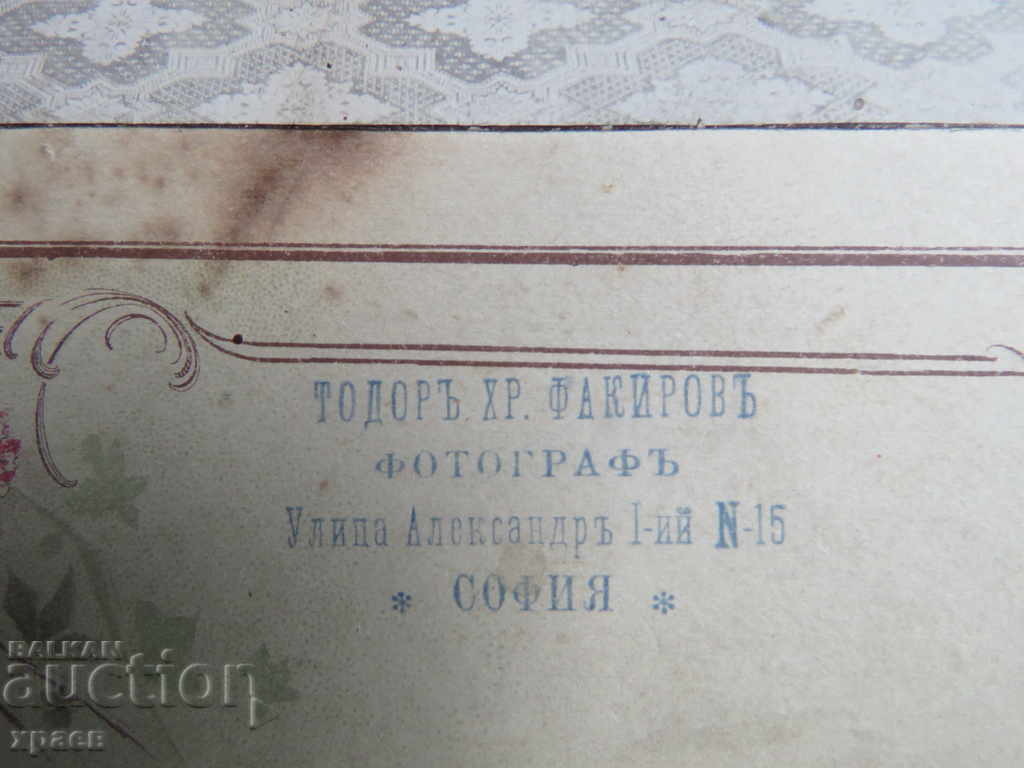 ТОДОРЪ ХР. ФАКИРОВЪ
ФОТОГРАФЪ
Улица Александръ I-ий N-15
* СОФИЯ *
BALKAN
auction
храев